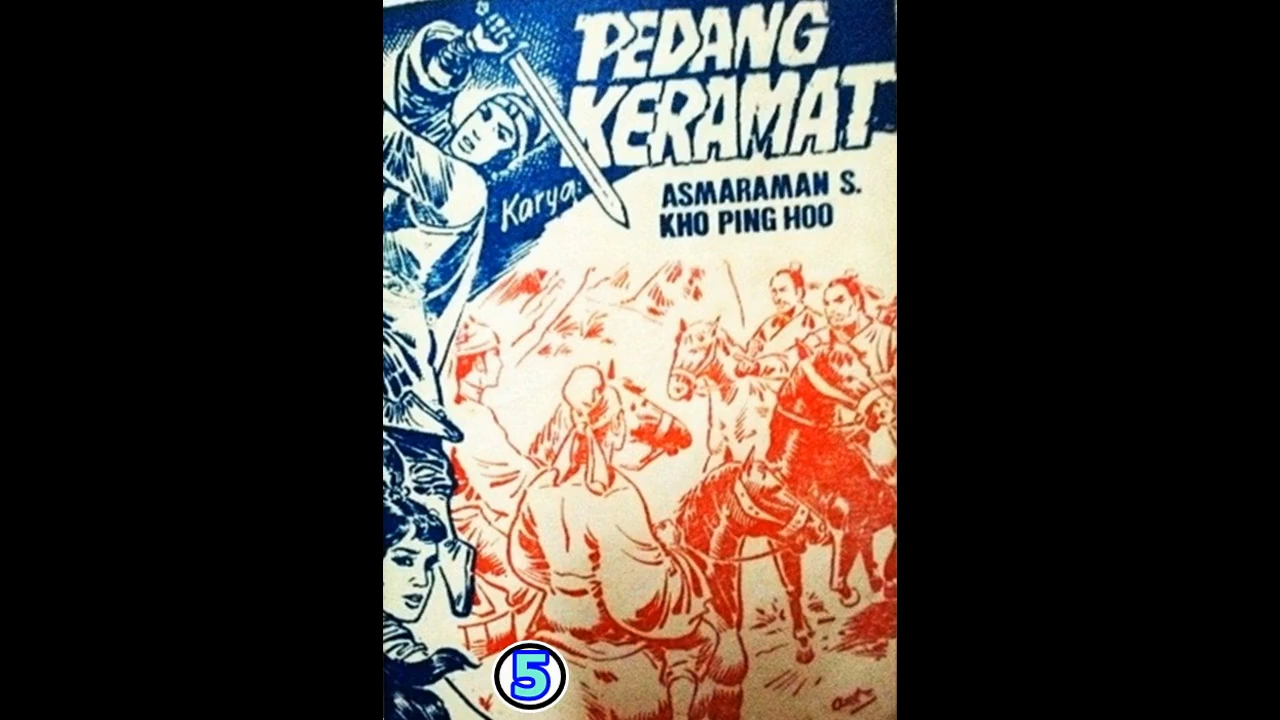 PEDANG
KERAMAT
Karya:
ASMARAMAN S.
KHO PING HOO
5